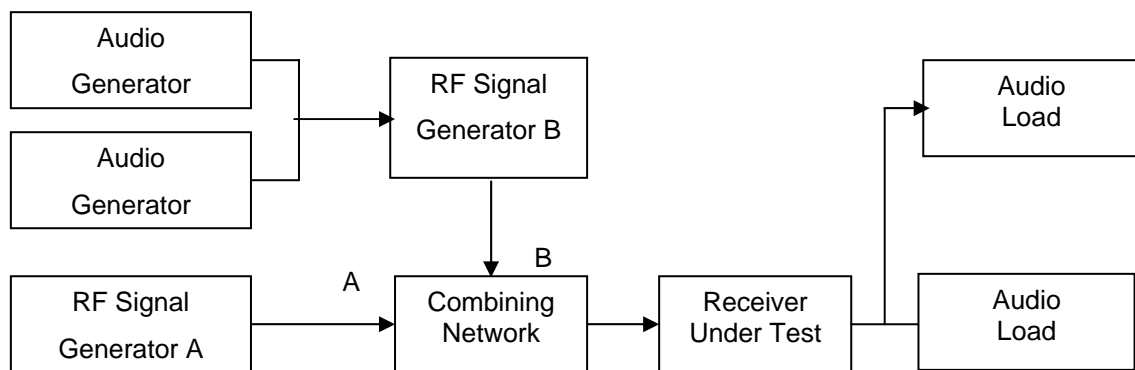 Audio
Generator
Audio
Generator
RF Signal
Generator B
Audio
Load
A
B
RF Signal
Generator A
Combining
Network
Receiver
Under Test
Audio
Load